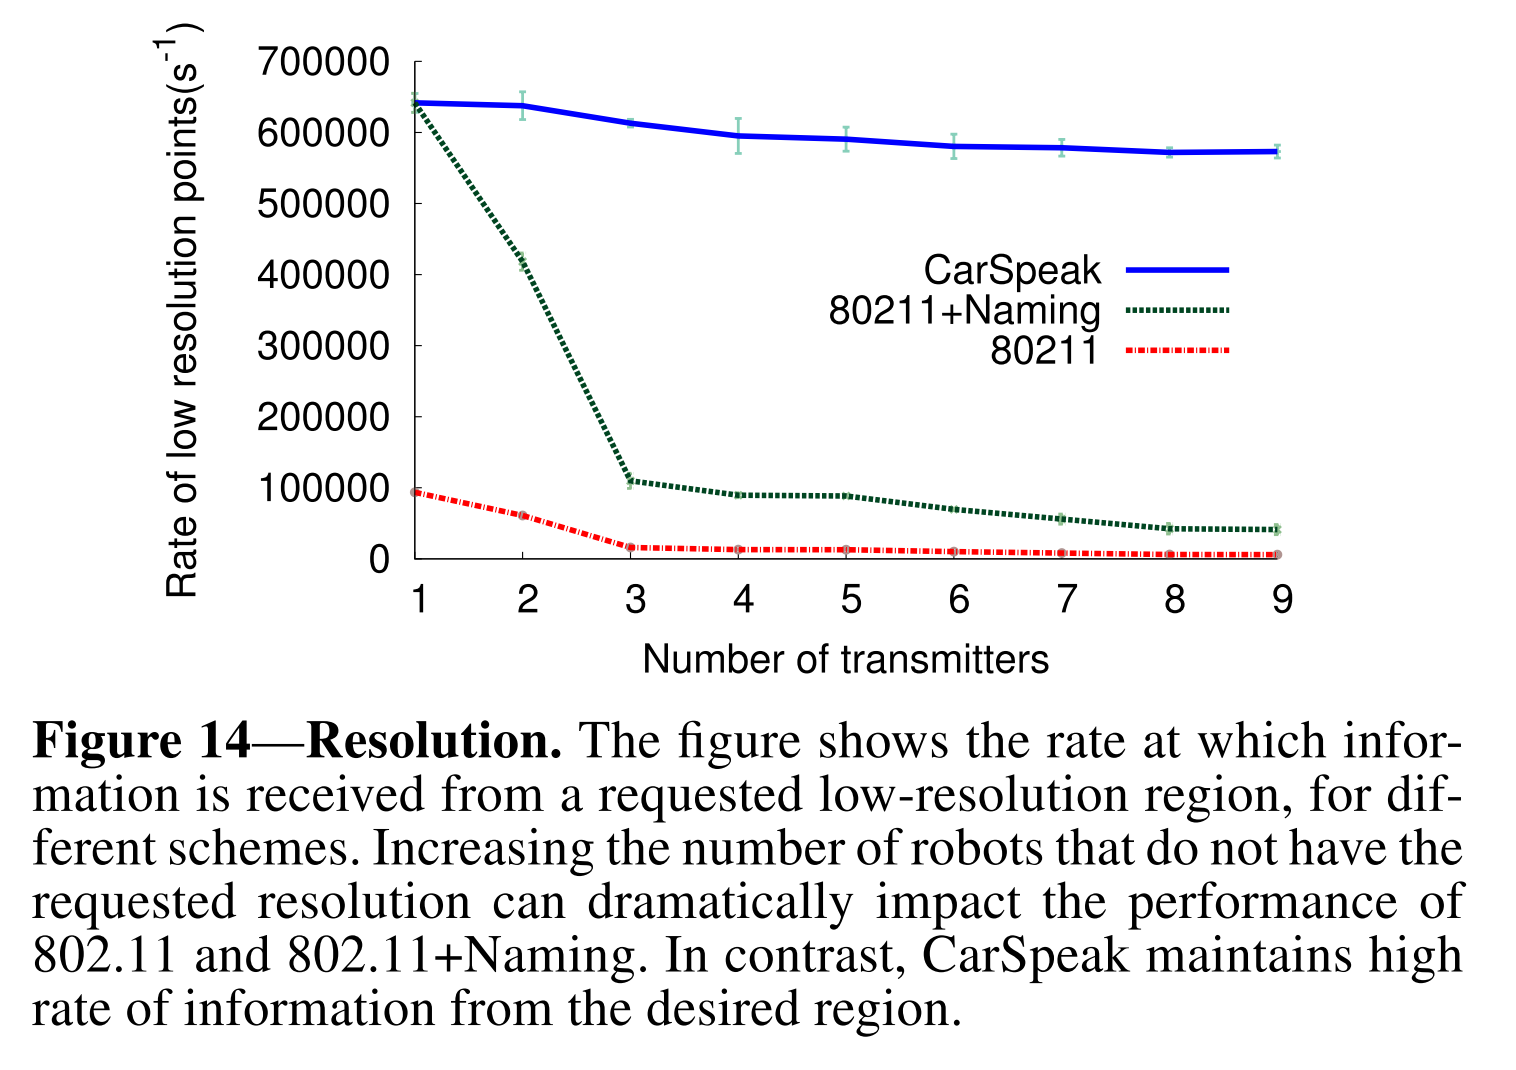 Rate of low resolution points(s-1)
700000
600000
500000
400000
300000
200000
100000
0
CarSpeak
80211+Naming
80211
1 2 3 4 5 6 7 8 9
Number of transmitters
Figure 14—Resolution. The figure shows the rate at which infor-
mation is received from a requested low-resolution region, for dif-
ferent schemes. Increasing the number of robots that do not have the
requested resolution can dramatically impact the performance of
802.11 and 802.11+Naming. In contrast, CarSpeak maintains high
rate of information from the desired region.